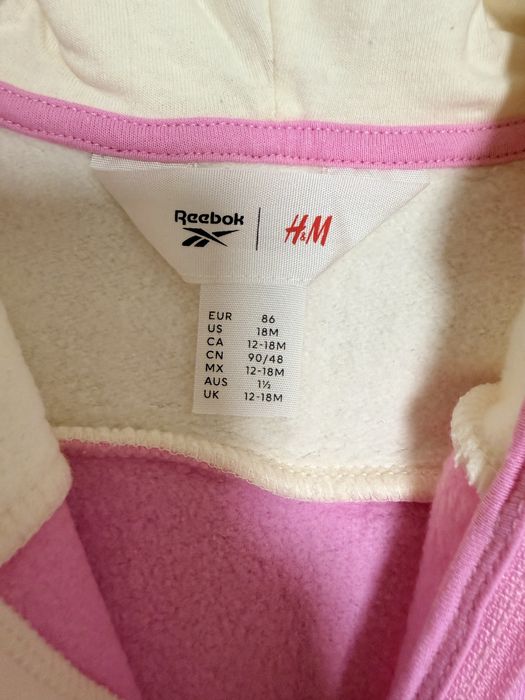 Reebok | H&M
EUR 86
US 18M
CA 12-18M
CN 90/48
MX 12-18M
AUS 1½
UK 12-18M